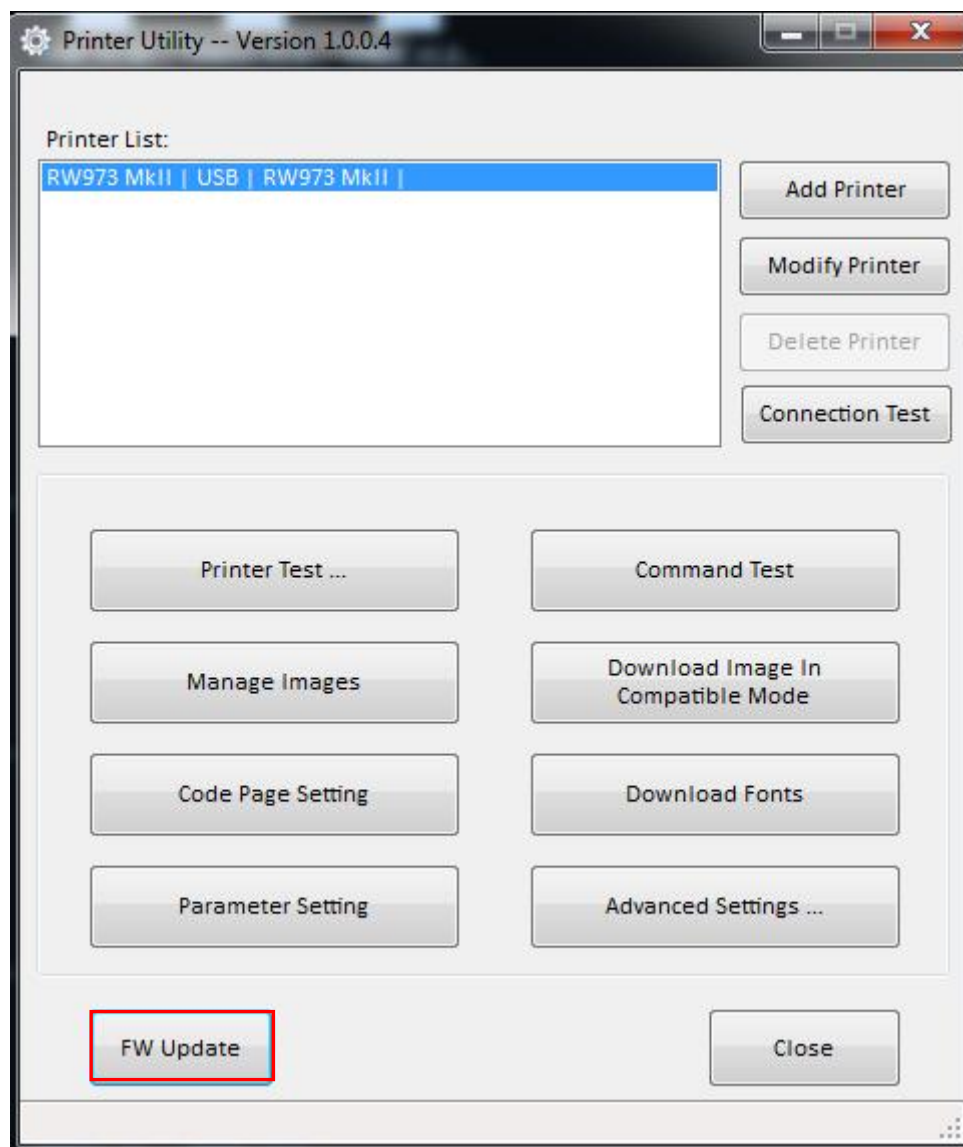 Printer Utility -- Version 1.0.0.4
Printer List:
RW973 MkII | USB | RW973 MkII |
Add Printer
Modify Printer
Delete Printer
Connection Test
Printer Test ...
Command Test
Manage Images
Download Image In
Compatible Mode
Code Page Setting
Download Fonts
Parameter Setting
Advanced Settings ...
FW Update
Close